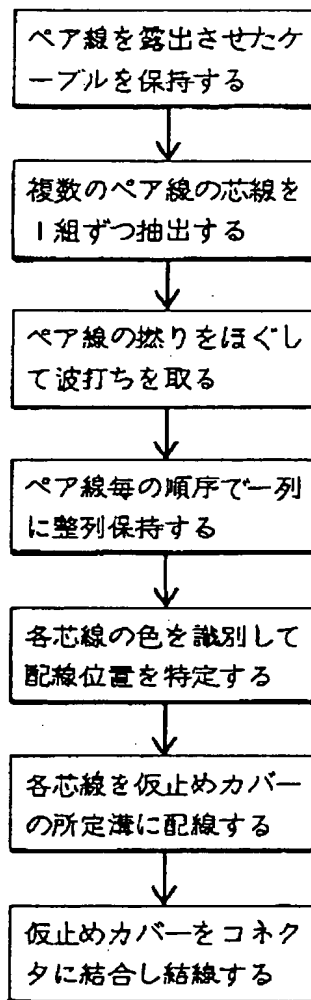 ペア線を露出させたケ
ーブルを保持する
複数のペア線の芯線を
1組ずつ抽出する
ペア線の撚りをほぐし
て波打ちを取る
ペア線毎の順序で一列
に整列保持する
各芯線の色を識別して
配線位置を特定する
各芯線を仮止めカバー
の所定溝に配線する
仮止めカバーをコネク
タに結合し結線する